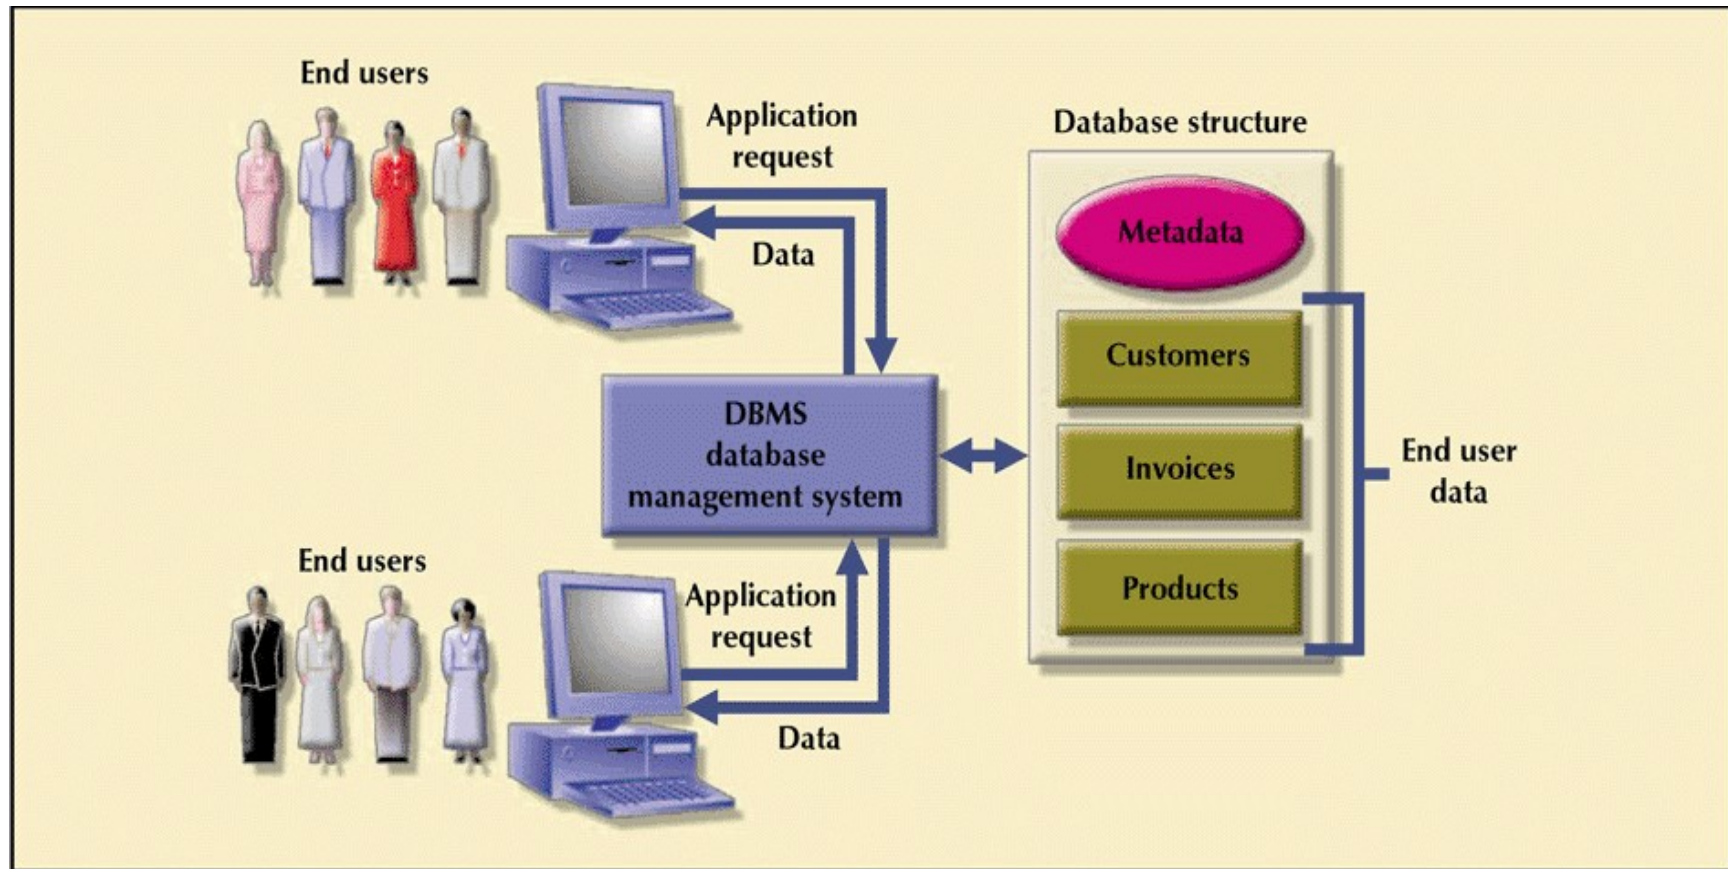 End users
Application
request
Data
DBMS
database
management system
End users
Application
request
Data
Database structure
Metadata
Customers
Invoices
Products
End user
data